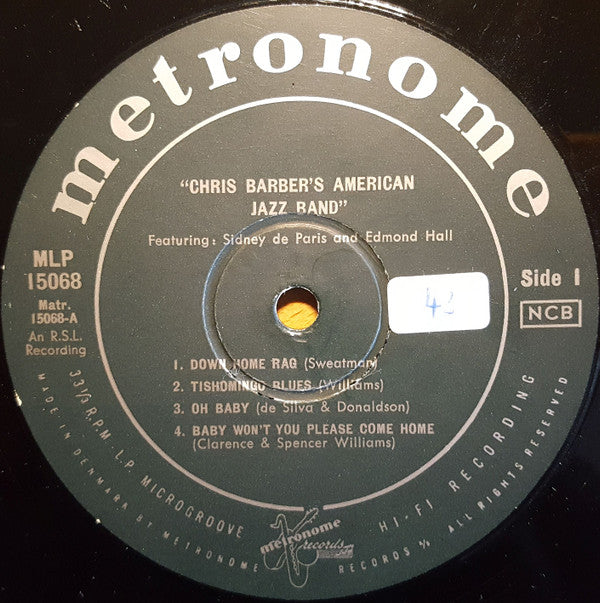 metronome
"CHRIS BARBER'S AMERICAN
JAZZ BAND"
Featuring: Sidney de Paris and Edmond Hall
MLP
15068
Matr.
15068-A
An R.S.L.
Recording
Side 1
NCB
43
1. DOWN HOME RAG (Sweatman)
2. TISHOMINGO BLUES (Williams)
3. OH BABY (de Silva & Donaldson)
4. BABY WON'T YOU PLEASE COME HOME
(Clarence & Spencer Williams)
33 1/3 R.P.M L.P. MICROGROOVE
HI-FI RECORDING
MADE IN DENMARK BY METRONOME
RECORDS A/S ALL RIGHTS RESERVED
metronome
records